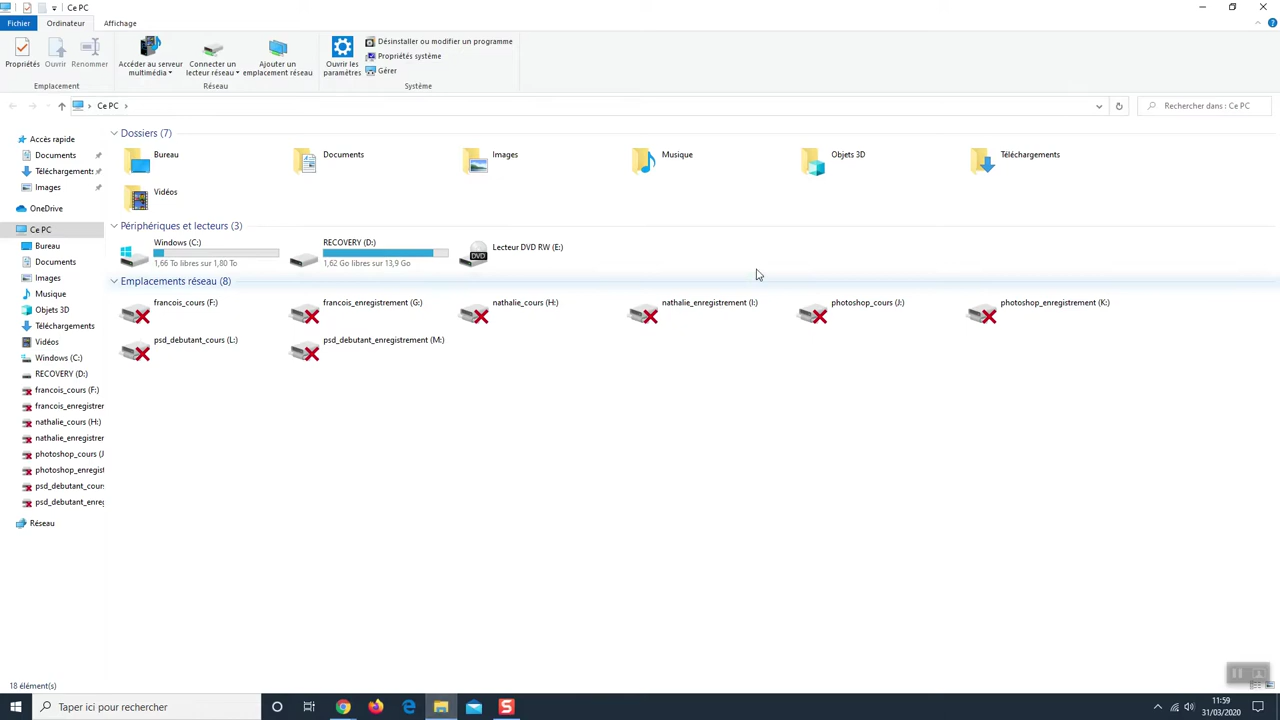 Ce PC
Fichier
Ordinateur
Affichage
Propriétés
Ouvrir
Renommer
Emplacement
Accéder au serveur
multimédia
Connecter un
lecteur réseau
Ajouter un
emplacement réseau
Réseau
Ouvrir les
paramètres
Désinstaller ou modifier un programme
Propriétés système
Gérer
Système
Ce PC
Rechercher dans : Ce PC
Accès rapide
Documents
Téléchargements
Images
OneDrive
Ce PC
Bureau
Documents
Images
Musique
Objets 3D
Téléchargements
Vidéos
Windows (C:)
RECOVERY (D:)
francois_cours (F:)
francois_enregistrer
nathalie_cours (H:)
nathalie_enregistrer
photoshop_cours (J
photoshop_enregist
psd_debutant_cours
psd_debutant_enreg
Réseau
Dossiers (7)
Bureau
Documents
Images
Musique
Objets 3D
Téléchargements
Vidéos
Périphériques et lecteurs (3)
Windows (C:)
1,66 To libres sur 1,80 To
RECOVERY (D:)
1,62 Go libres sur 13,9 Go
DVD
Lecteur DVD RW (E:)
Emplacements réseau (8)
francois_cours (F:)
francois_enregistrement (G:)
nathalie_cours (H:)
nathalie_enregistrement (I:)
photoshop_cours (J:)
photoshop_enregistrement (K:)
psd_debutant_cours (L:)
psd_debutant_enregistrement (M:)
18 élément(s)
Taper ici pour rechercher
S
11:59
31/03/2020